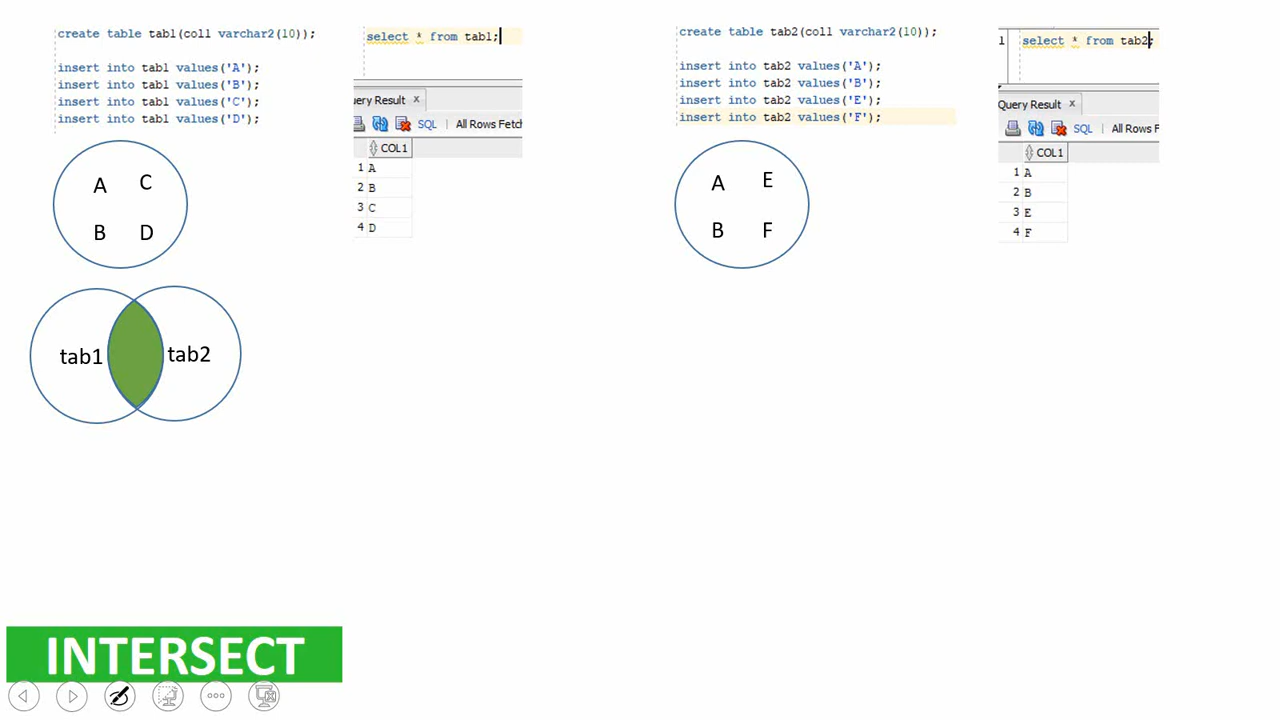 create table tab1(col1 varchar2(10));
insert into tab1 values('A');
insert into tab1 values('B');
insert into tab1 values('C');
insert into tab1 values('D');
select * from tab1;
uery Result x
SQL | All Rows Fetch
COL1
1 A
2 B
3 C
4 D
A C
B D
create table tab2(col1 varchar2(10));
insert into tab2 values('A');
insert into tab2 values('B');
insert into tab2 values('E');
insert into tab2 values('F');
1 select * from tab2;
Query Result x
SQL | All Rows F
COL1
1 A
2 B
3 E
4 F
A E
B F
tab1 tab2
INTERSECT